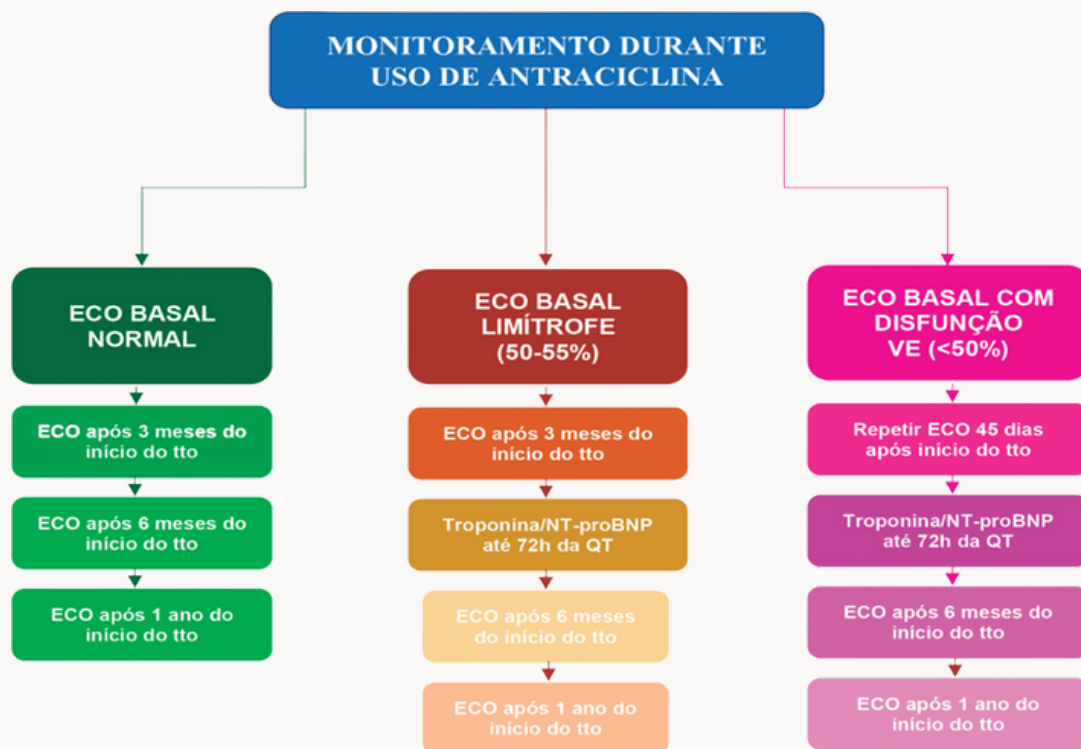 MONITORAMENTO DURANTE
USO DE ANTRACICLINA
ECO BASAL
NORMAL
ECO após 3 meses do
início do tto
ECO após 6 meses do
início do tto
ECO após 1 ano do
início do tto
ECO BASAL
LIMÍTROFE
(50-55%)
ECO após 3 meses do
início do tto
Troponina/NT-proBNP
até 72h da QT
ECO após 6 meses
do início do tto
ECO após 1 ano do
início do tto
ECO BASAL COM
DISFUNÇÃO
VE (<50%)
Repetir ECO 45 dias
após início do tto
Troponina/NT-proBNP
até 72h da QT
ECO após 6 meses
do início do tto
ECO após 1 ano do
início do tto